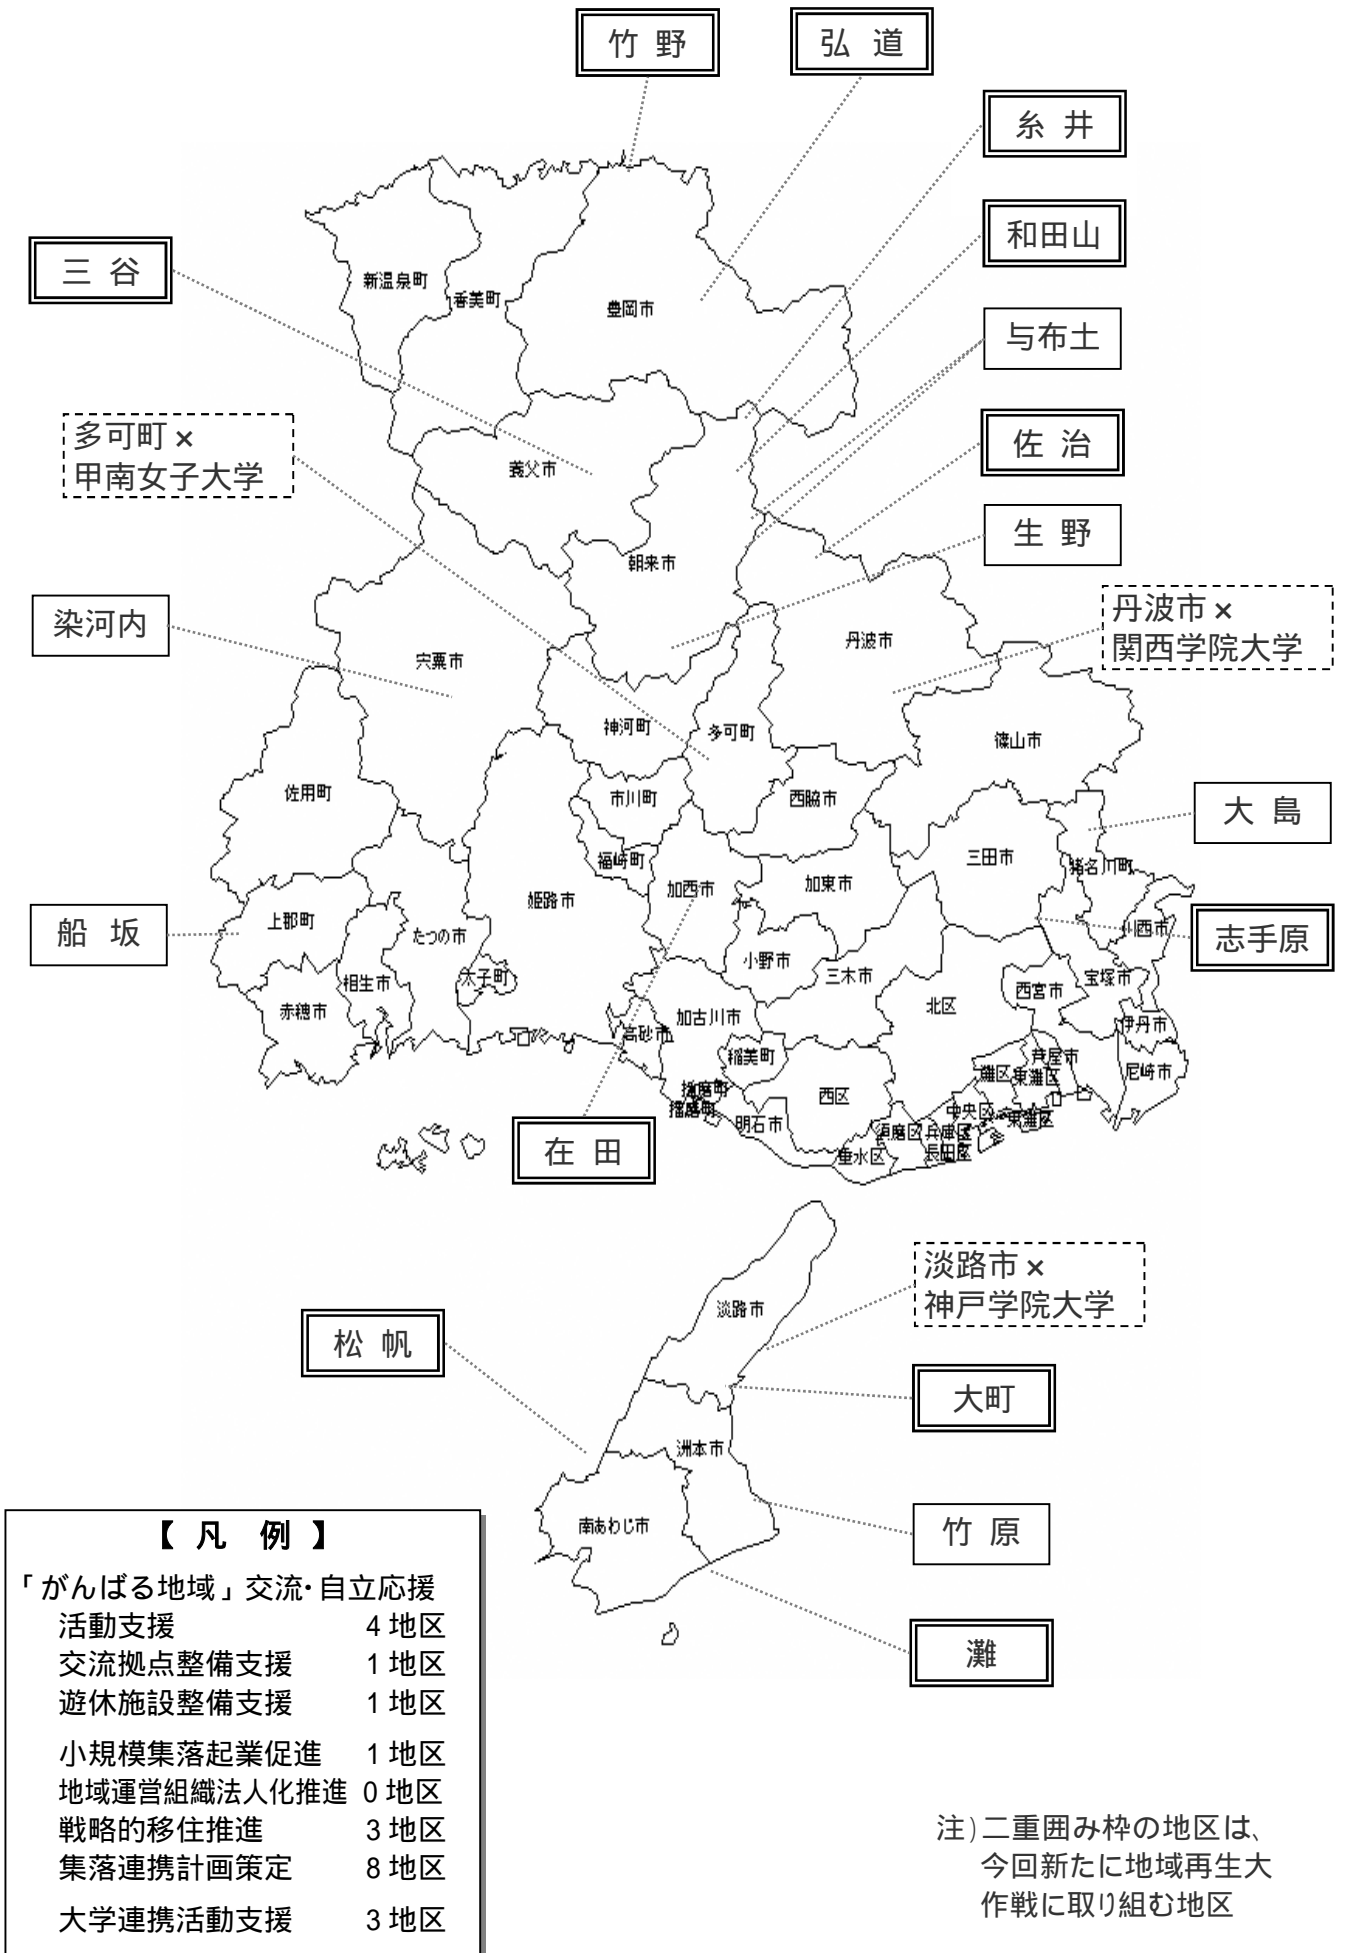 竹 野
弘 道
糸 井
和田山
三 谷
与布土
多可町×
甲南女子大学
佐 治
生 野
染河内
丹波市×
関西学院大学
大 島
船 坂
志手原
在 田
淡路市×
神戸学院大学
松 帆
大町
竹 原
灘
新温泉町
香美町
豊岡市
養父市
朝来市
丹波市
宍粟市
神河町
多可町
篠山市
佐用町
市川町
西脇市
三田市
猪名川町
福崎町
加西市
加東市
姫路市
上郡町
たつの市
川西市
小野市
太子町
相生市
三木市
西宮市
宝塚市
赤穂市
北区
加古川市
高砂市
伊丹市
稲美町
芦屋市
灘区
東灘区
尼崎市
播磨町
播磨町
西区
明石市
中央区
東灘区
須磨区
兵庫区
長田区
垂水区
淡路市
洲本市
南あわじ市
【 凡 例 】
「がんばる地域」交流・自立応援
活動支援 4地区
交流拠点整備支援 1地区
遊休施設整備支援 1地区
小規模集落起業促進 1地区
地域運営組織法人化推進 0地区
戦略的移住推進 3地区
集落連携計画策定 8地区
大学連携活動支援 3地区
注)二重囲み枠の地区は、
今回新たに地域再生大
作戦に取り組む地区